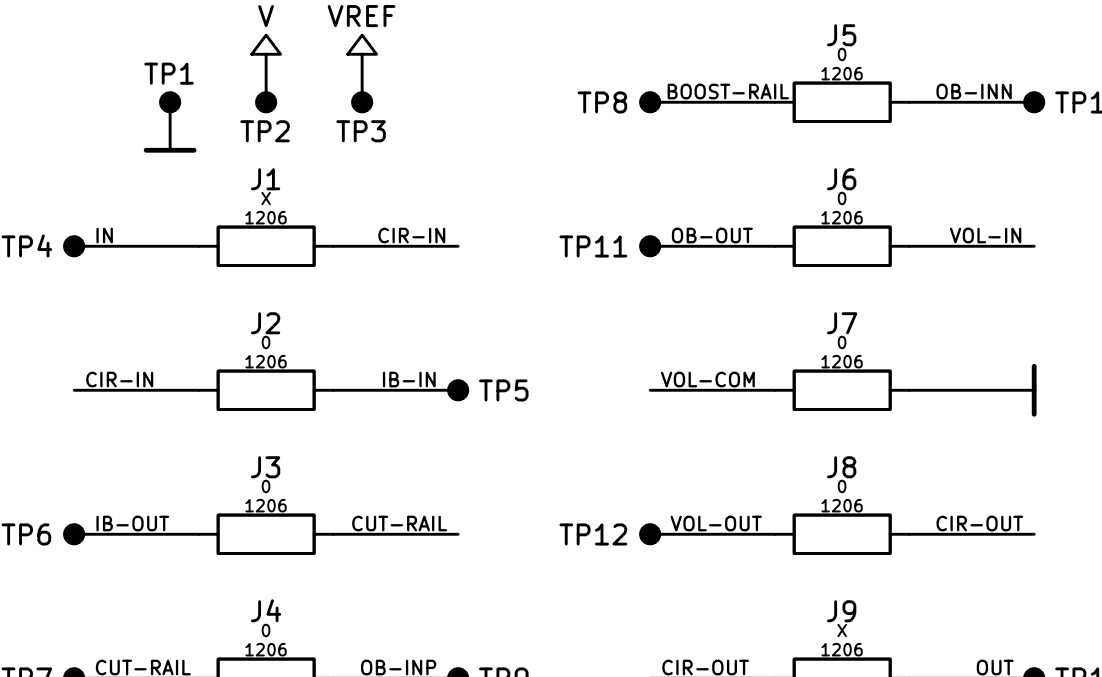 V VREF
TP1
TP2 TP3
J1
X
1206
TP4 IN CIR-IN
J2
0
1206
CIR-IN IB-IN TP5
J3
0
1206
TP6 IB-OUT CUT-RAIL
J4
0
1206
CUT-RAIL OB-INP
J5
0
1206
TP8 BOOST-RAIL OB-INN TP1
J6
0
1206
TP11 OB-OUT VOL-IN
J7
0
1206
VOL-COM
J8
0
1206
TP12 VOL-OUT CIR-OUT
J9
X
1206
CIR-OUT OUT TP1